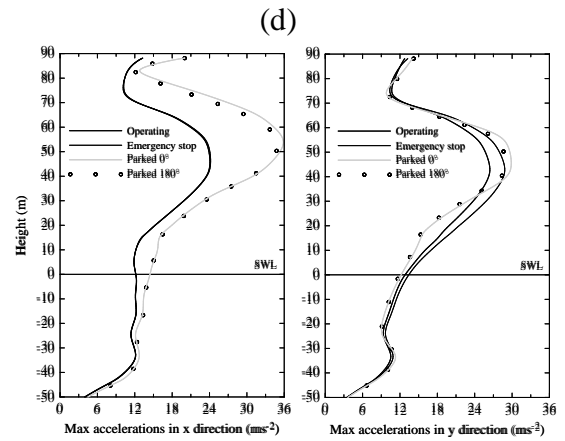 (d)
90
80
70
60
50
40
30
20
10
0
-10
-20
-30
-40
-50
Height (m)
Operating
Emergency stop
Parked 0°
Parked 180°
SWL
0 6 12 18 24 30 36
Max accelerations in x direction (ms-2)
90
80
70
60
50
40
30
20
10
0
-10
-20
-30
-40
-50
Operating
Emergency stop
Parked 0°
Parked 180°
SWL
0 6 12 18 24 30 36
Max accelerations in y direction (ms-2)